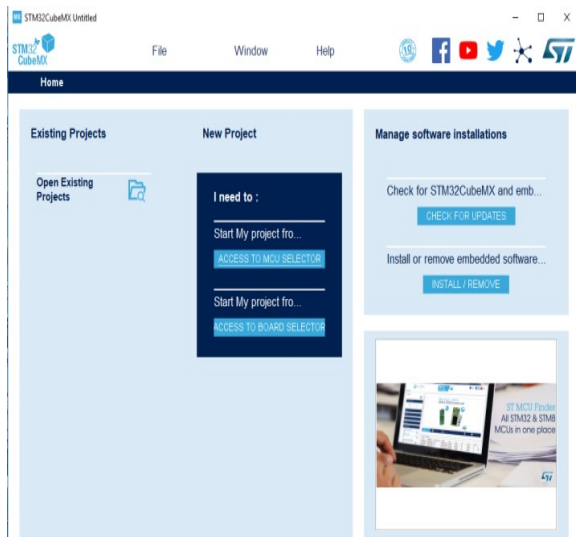 MX STM32CubeMX Untitled
STM32
CubeMX
File
Window
Help
10
Home
Existing Projects
New Project
Manage software installations
Open Existing
Projects
I need to :
Start My project fro...
ACCESS TO MCU SELECTOR
Start My project fro...
ACCESS TO BOARD SELECTOR
Check for STM32CubeMX and emb...
CHECK FOR UPDATES
Install or remove embedded software...
INSTALL / REMOVE
ST MCU Finder
All STM32 & STM8
MCUs in one place